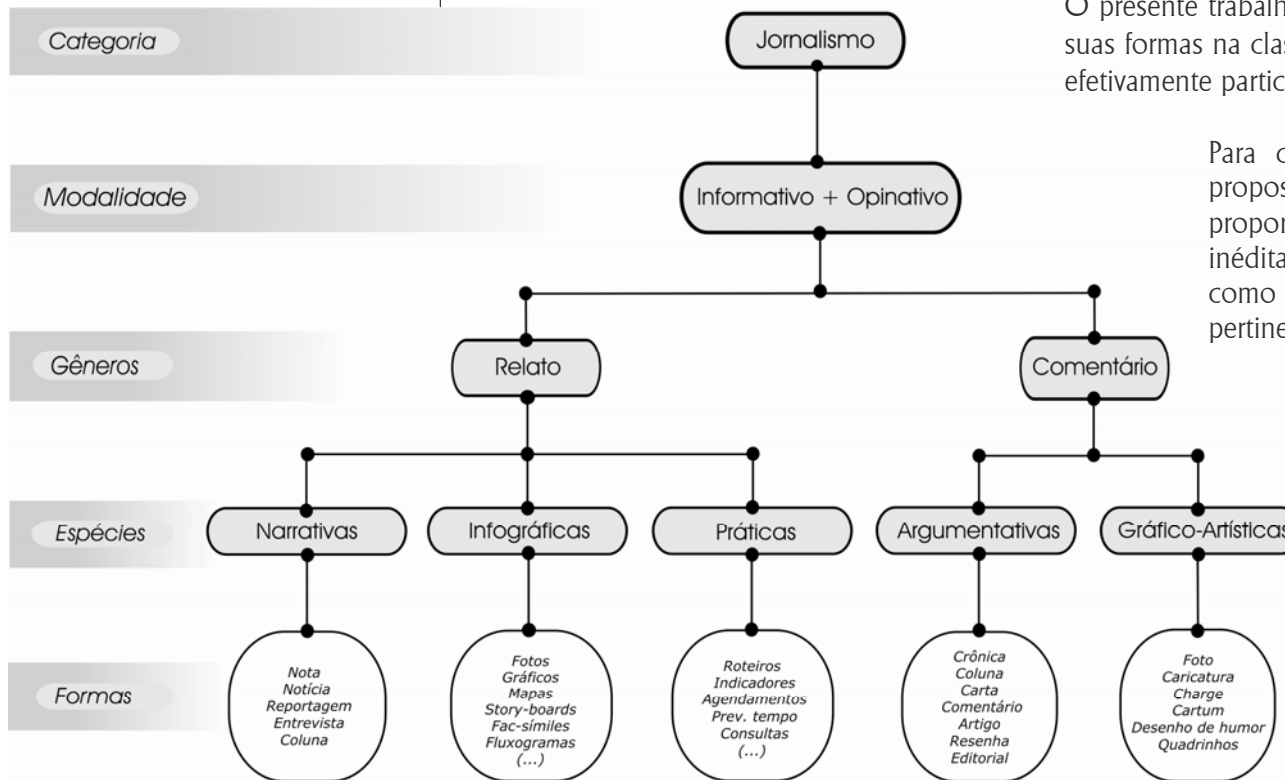 O presente trabalh
suas formas na clas
efetivamente partic
Para c
propos
propor
inédita
como
pertine
Categoria
Jornalismo
Modalidade
Informativo + Opinativo
Gêneros
Relato
Comentário
Espécies
Narrativas
Infográficas
Práticas
Argumentativas
Gráfico-Artísticas
Formas
Nota
Notícia
Reportagem
Entrevista
Coluna
Fotos
Gráficos
Mapas
Story-boards
Fac-símiles
Fluxogramas
(...)
Roteiros
Indicadores
Agendamentos
Prev. tempo
Consultas
(...)
Crônica
Coluna
Carta
Comentário
Artigo
Resenha
Editorial
Foto
Caricatura
Charge
Cartum
Desenho de humor
Quadrinhos